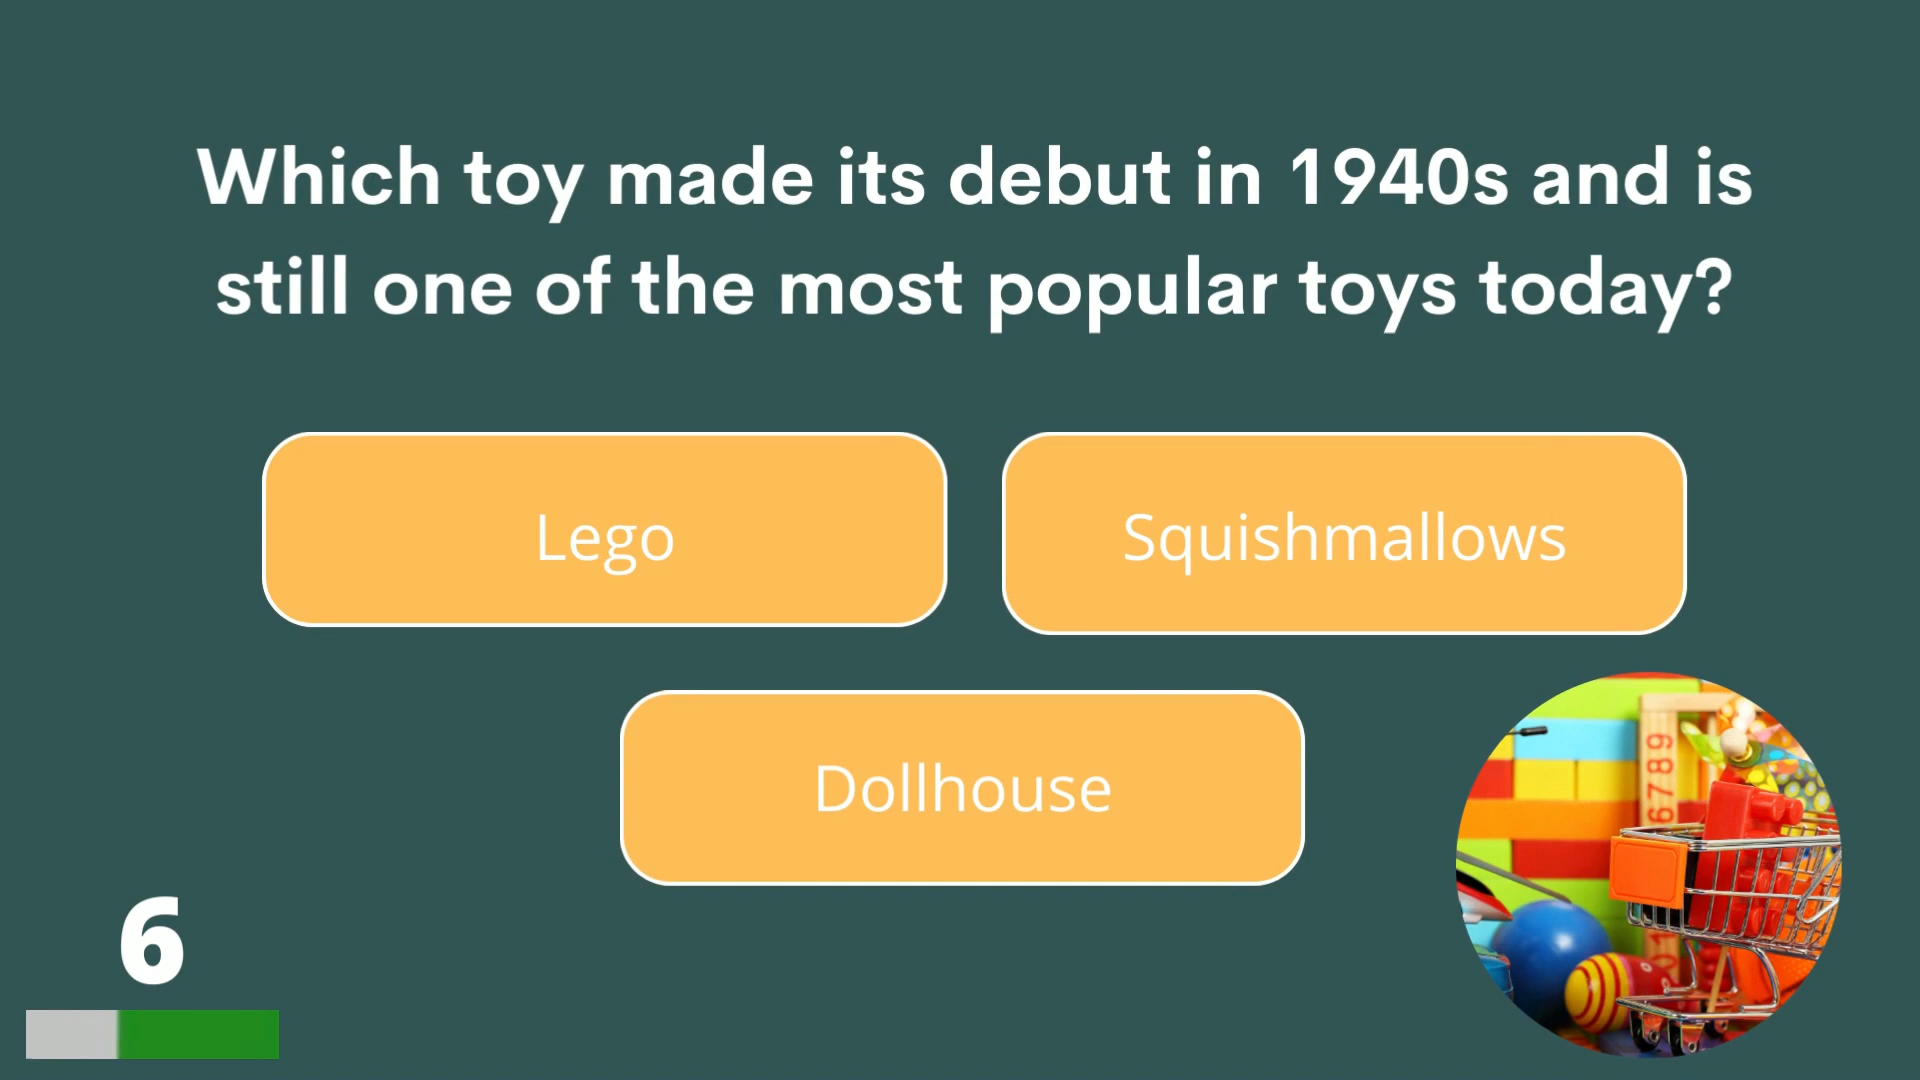 Which toy made its debut in 1940s and is
still one of the most popular toys today?
Lego
Squishmallows
Dollhouse
6
6789